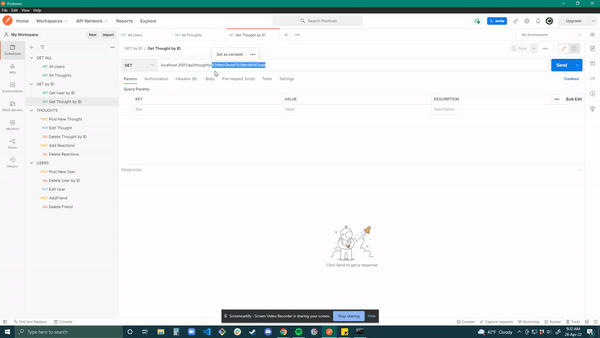 Postman
File Edit View Help
Home Workspaces API Network Reports Explore
Search Postman
Invite
Upgrade
My Workspace
New Import
All Users
All Thoughts
Get Thought by ID
No Environment
Collections
APIs
Environments
Mock Servers
Monitors
Flows
History
GET ALL
GET All Users
GET All Thoughts
GET by ID
GET Get User by ID
GET Get Thought by ID
THOUGHTS
POST Post New Thought
PUT Edit Thought
DEL Delete Thought by ID
Add Reactions
DEL Delete Reactions
USERS
POST Post New User
DEL Delete User by ID
PUT Edit User
AddFriend
DEL Delete Friend
GET by ID / Get Thought by ID
Save
Set as variable
GET
localhost:3001/api/thoughts/
Send
Params Authorization Headers (6) Body Pre-request Script Tests Settings
Cookies
Query Params
KEY VALUE DESCRIPTION Bulk Edit
Key Value Description
Response
Click Send to get a response
Screencastify - Screen Video Recorder is sharing your screen. Stop sharing Hide
Find and Replace Console
Cookies Capture requests Bootcamp Runner Trash
Type here to search
42°F Cloudy
9:32 AM
26-Apr-22